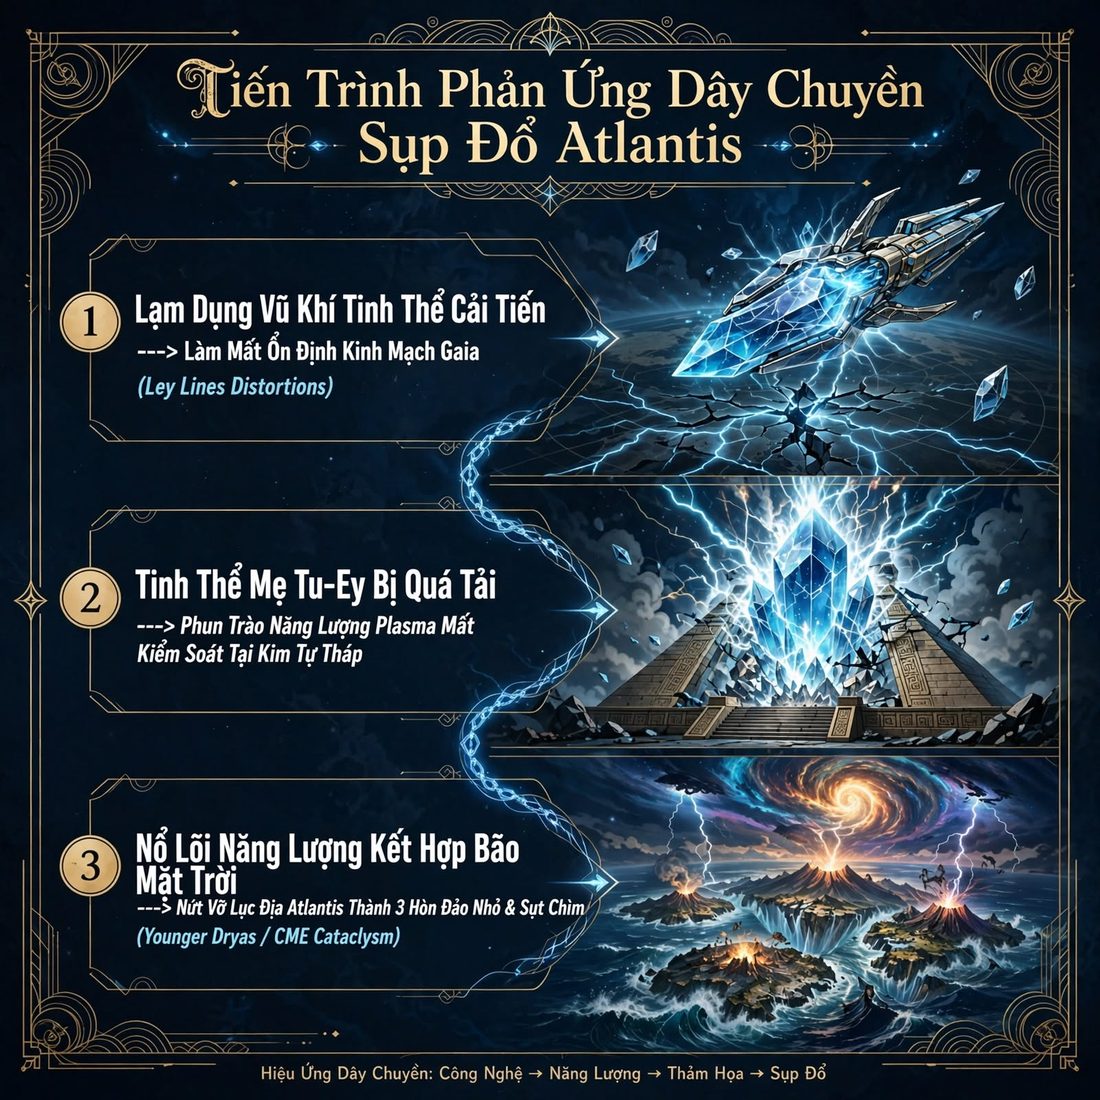 Tiến Trình Phản Ứng Dây Chuyền
Sụp Đổ Atlantis
1
Lạm Dụng Vũ Khí Tinh Thể Cải Tiến
---> Làm Mất Ổn Định Kinh Mạch Gaia
(Ley Lines Distortions)
2
Tinh Thể Mẹ Tu-Ey Bị Quá Tải
---> Phun Trào Năng Lượng Plasma Mất
Kiểm Soát Tại Kim Tự Tháp
3
Nổ Lõi Năng Lượng Kết Hợp Bão
Mặt Trời
---> Nứt Vỡ Lục Địa Atlantis Thành 3 Hòn Đảo Nhỏ & Sụt Chìm
(Younger Dryas / CME Cataclysm)
Hiệu Ứng Dây Chuyền: Công Nghệ → Năng Lượng → Thảm Họa → Sụp Đổ